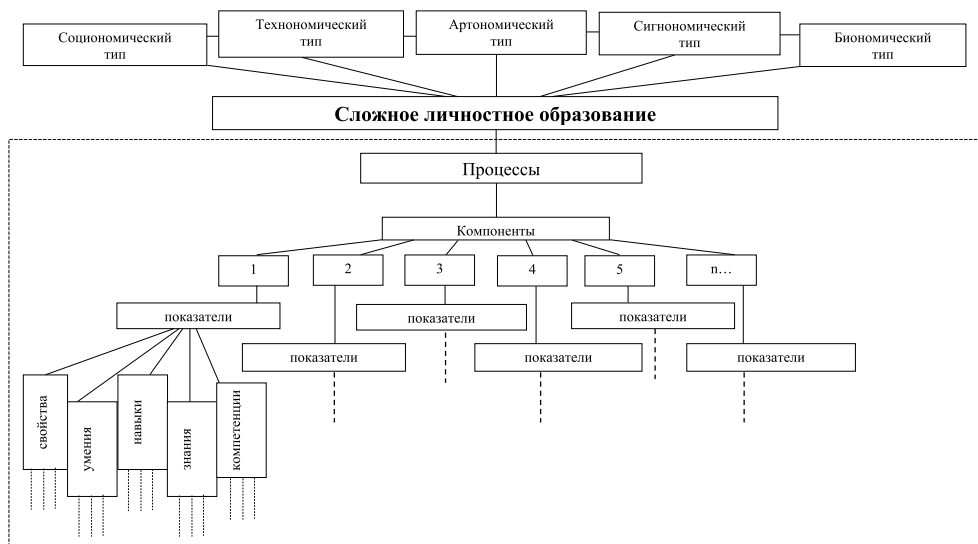 Социономический
тип
Технономический
тип
Артономический
тип
Сигнономический
тип
Биономический
тип
Сложное личностное образование
Процессы
Компоненты
1
2
3
4
5
n…
показатели
показатели
показатели
показатели
показатели
показатели
свойства
умения
навыки
знания
компетенции